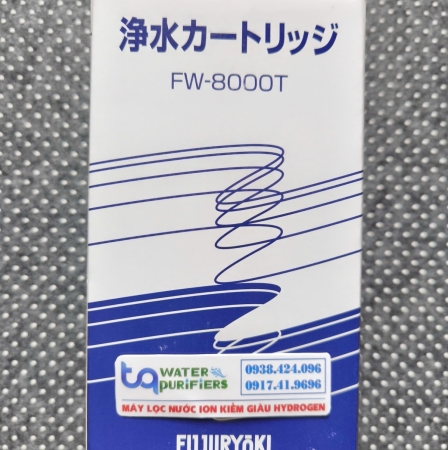 浄水カートリッジ
FW-8000T
ta WATER PURIFIERS
0938.424.096
0917.41.9696
MÁY LỌC NƯỚC ION KIỀM GIÀU HYDROGEN
FUJIIRYOKI